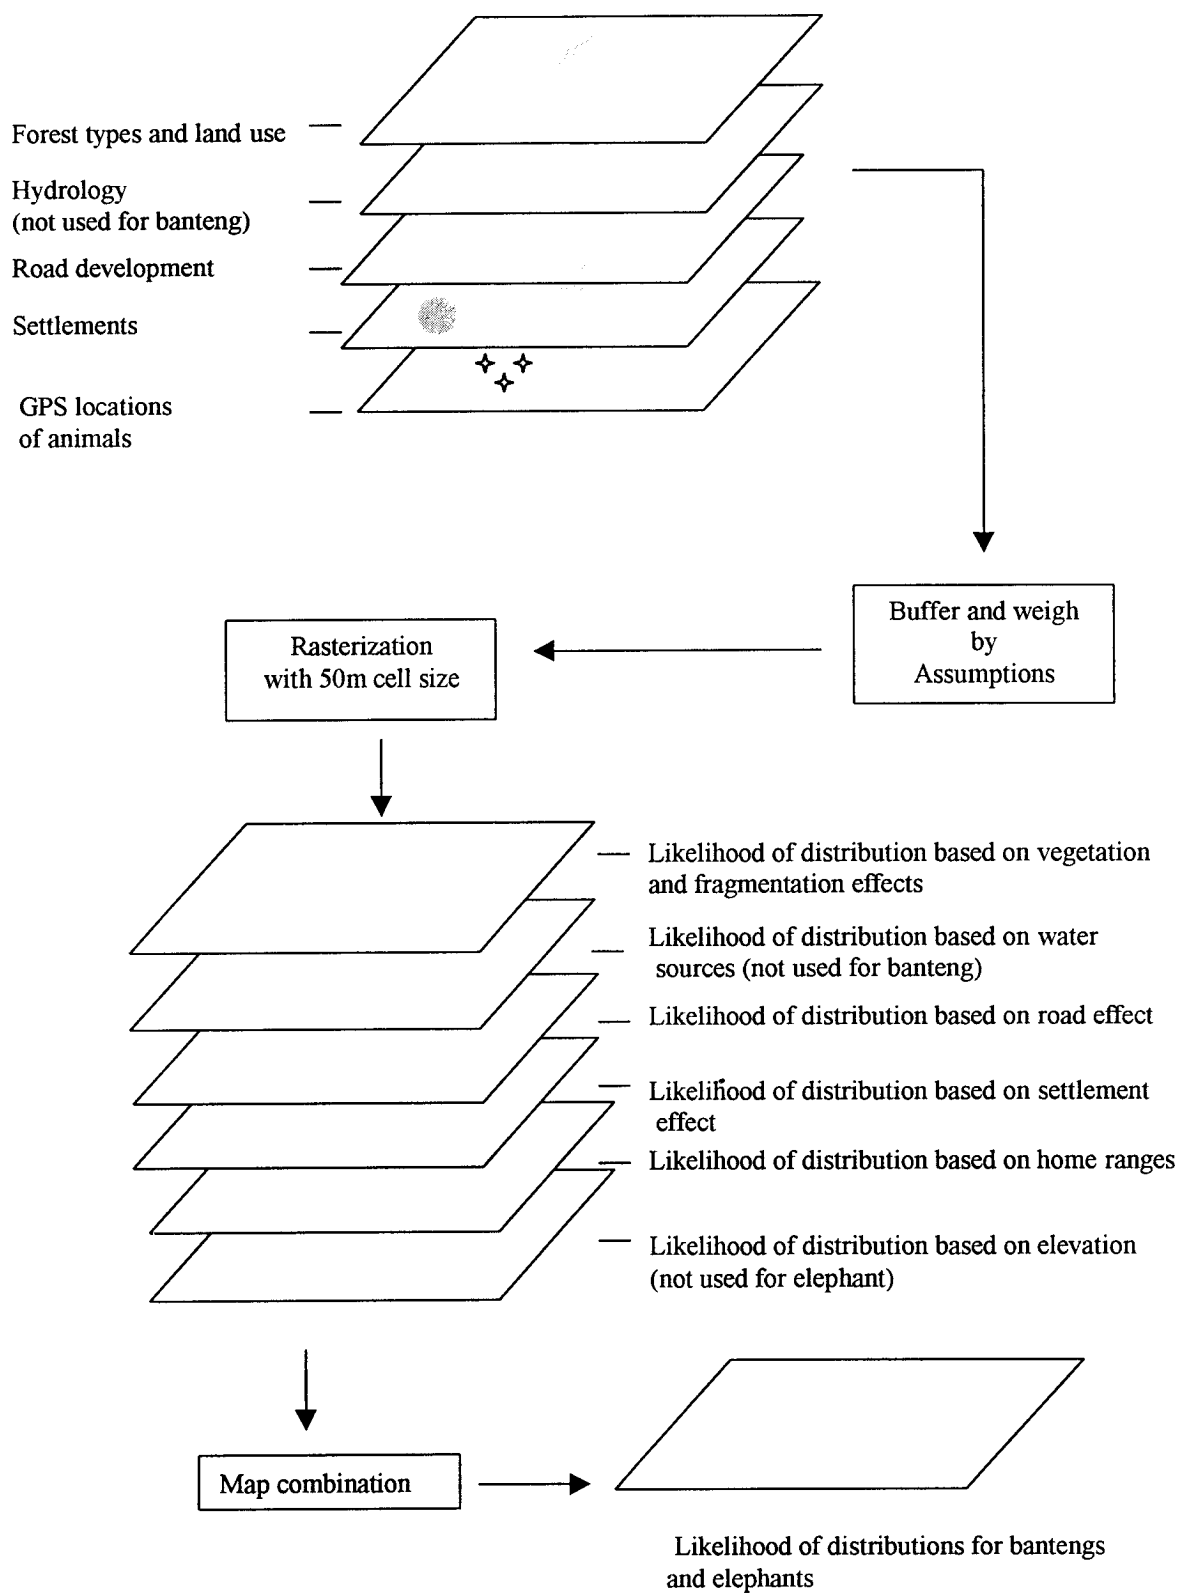 Forest types and land use
Hydrology
(not used for banteng)
Road development
Settlements
GPS locations
of animals
Buffer and weigh
by
Assumptions
Rasterization
with 50m cell size
Likelihood of distribution based on vegetation
and fragmentation effects
Likelihood of distribution based on water
sources (not used for banteng)
Likelihood of distribution based on road effect
Likelihood of distribution based on settlement
effect
Likelihood of distribution based on home ranges
Likelihood of distribution based on elevation
(not used for elephant)
Map combination
Likelihood of distributions for bantengs
and elephants